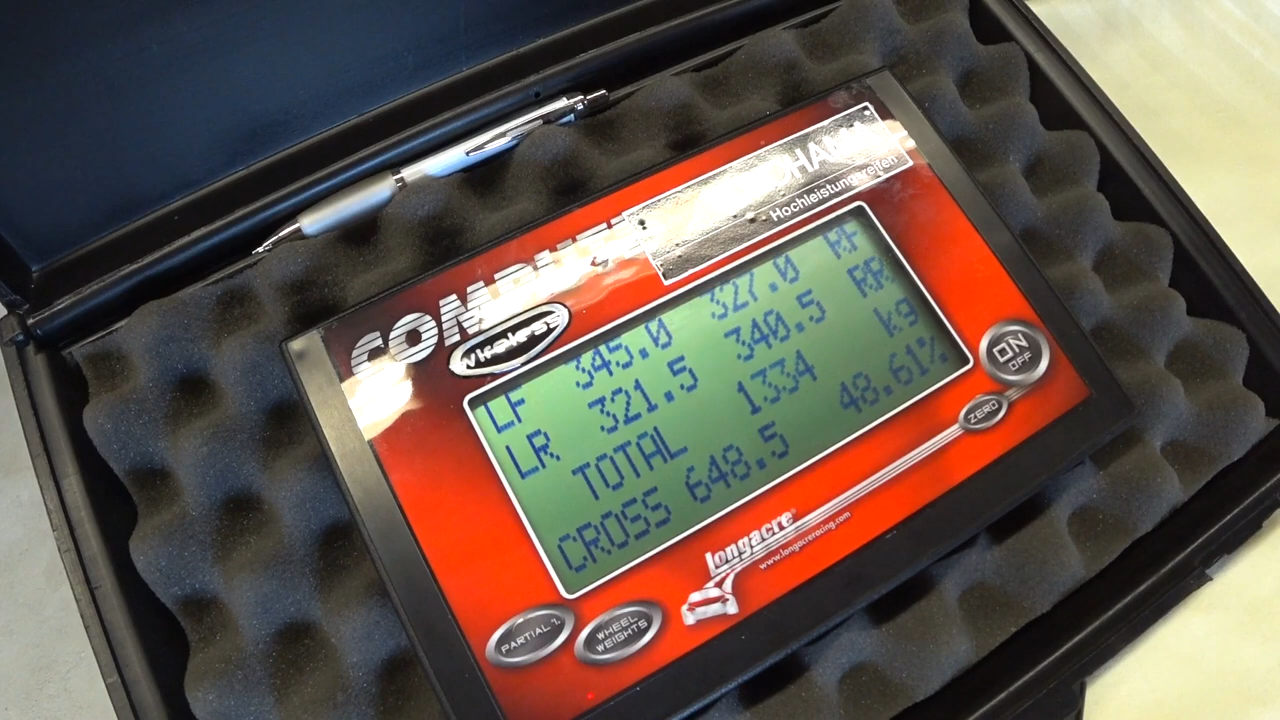 wireless
Hochleistungsreifen
LF 345.0 327.0 RF
LR 321.5 340.5 RR
TOTAL 1334 kg
CROSS 648.5 48.61%
ON
OFF
ZERO
longacre®
www.longacreracing.com
PARTIAL %
WHEEL
WEIGHTS